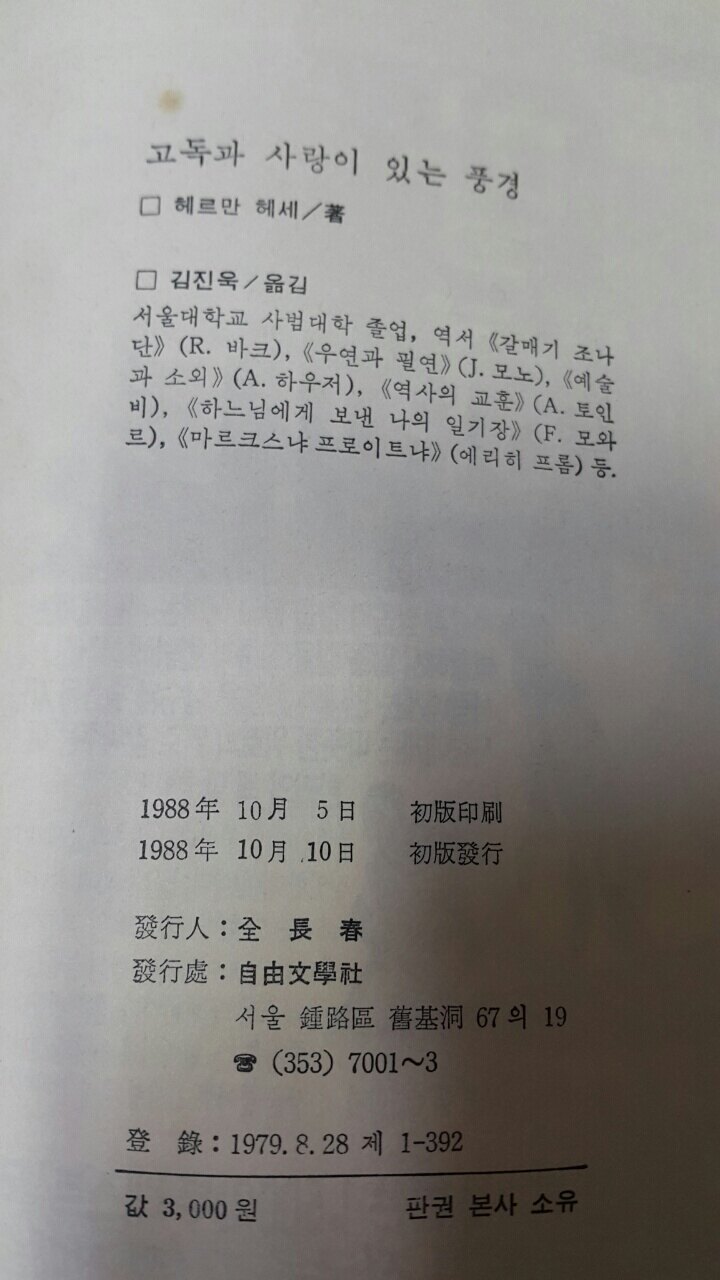 고독과 사랑이 있는 풍경
□ 헤르만 헤세／著
□ 김진욱／옮김
서울대학교 사범대학 졸업, 역서 《갈매기 조나
단》 (R. 바크), 《우연과 필연》 (J. 모노), 《예술
과 소외》 (A. 하우저), 《역사의 교훈》 (A. 토인
비), 《하느님에게 보낸 나의 일기장》 (F. 모와
르), 《마르크스냐 프로이트냐》 (에리히 프롬) 등.
1988年 10月 5日 初版印刷
1988年 10月 10日 初版發行
發行人 : 全 長 春
發行處 : 自由文學社
서울 鍾路區 舊基洞 67의 19
☎ (353) 7001～3
登 錄 : 1979. 8. 28 제 1-392
값 3,000원 판권 본사 소유